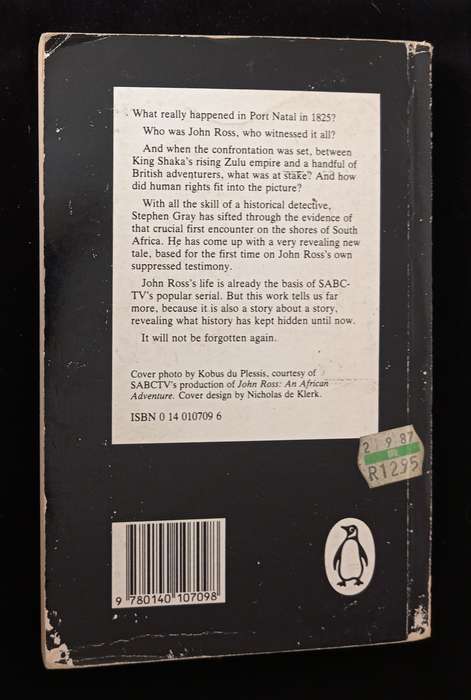 What really happened in Port Natal in 1825?
Who was John Ross, who witnessed it all?
And when the confrontation was set, between
King Shaka's rising Zulu empire and a handful of
British adventurers, what was at stake? And how
did human rights fit into the picture?
With all the skill of a historical detective,
Stephen Gray has sifted through the evidence of
that crucial first encounter on the shores of South
Africa. He has come up with a very revealing new
tale, based for the first time on John Ross's own
suppressed testimony.
John Ross's life is already the basis of SABC-
TV's popular serial. But this work tells us far
more, because it is also a story about a story,
revealing what history has kept hidden until now.
It will not be forgotten again.
Cover photo by Kobus du Plessis, courtesy of
SABCTV's production of John Ross: An African
Adventure. Cover design by Nicholas de Klerk.
ISBN 0 14 010709 6
9 87
R1295
9 780140 107098